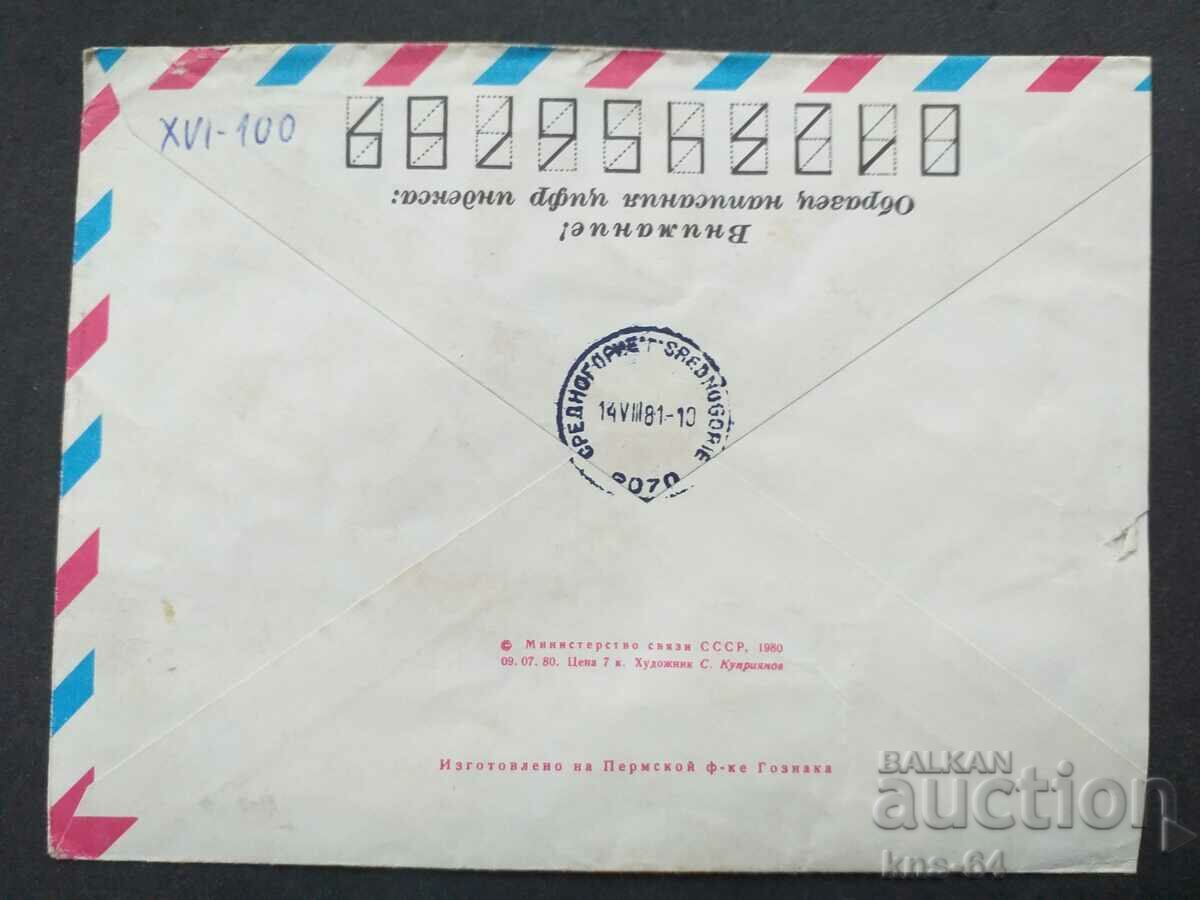 XVI-100
Внимание!
Образец написания цифр индекса:
0123456789
СРЕДНОГОРИЕ "Т" SREDNOGORIE
14 VIII 81-10
2070
© Министерство связи СССР, 1980
09.07.80. Цена 7 к. Художник С. Куприянов
Изготовлено на Пермской ф-ке Гознака
BALKAN
auction
kns-64